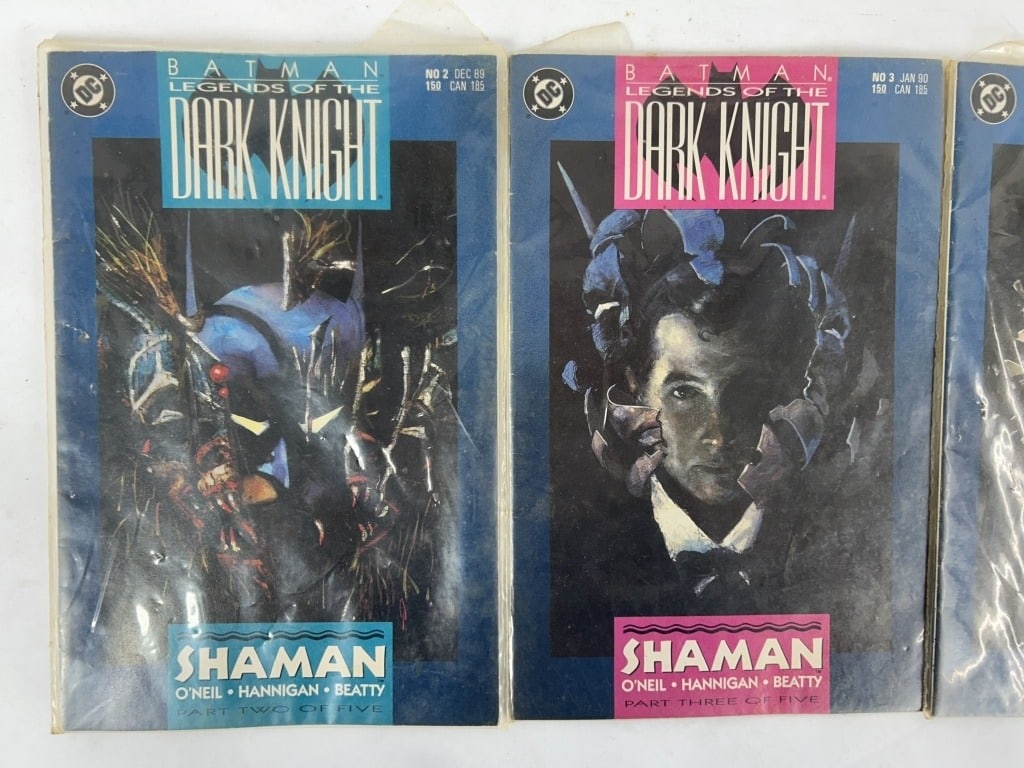 DC
BATMAN
LEGENDS OF THE
DARK KNIGHT
NO 2 DEC 89
150 CAN 185
SHAMAN
O'NEIL • HANNIGAN • BEATTY
PART TWO OF FIVE
DC
BATMAN®
LEGENDS OF THE
DARK KNIGHT
NO 3 JAN 90
150 CAN 185
SHAMAN™
O'NEIL • HANNIGAN • BEATTY
PART THREE OF FIVE
DC